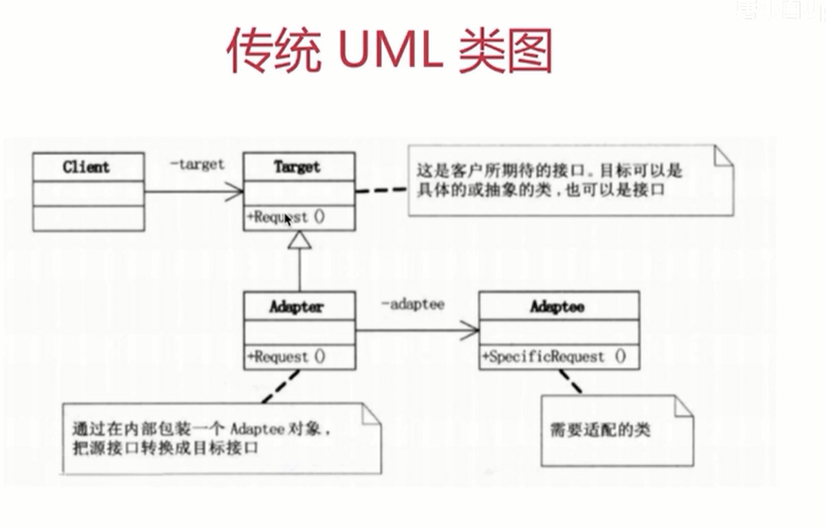 传统 UML 类图
Client
-target
Target
+Request ()
这是客户所期待的接口。目标可以是
具体的或抽象的类，也可以是接口
Adapter
+Request ()
-adaptee
Adaptee
+SpecificRequest ()
通过在内部包装一个 Adaptee 对象，
把源接口转换成目标接口
需要适配的类